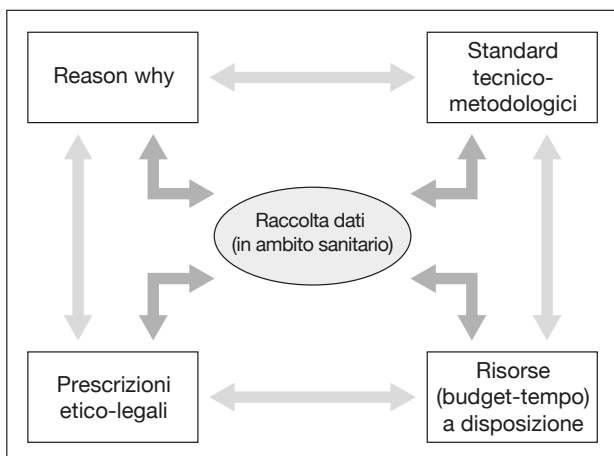 Reason why
Standard
tecnico-
metodologici
Raccolta dati
(in ambito sanitario)
Prescrizioni
etico-legali
Risorse
(budget-tempo)
a disposizione